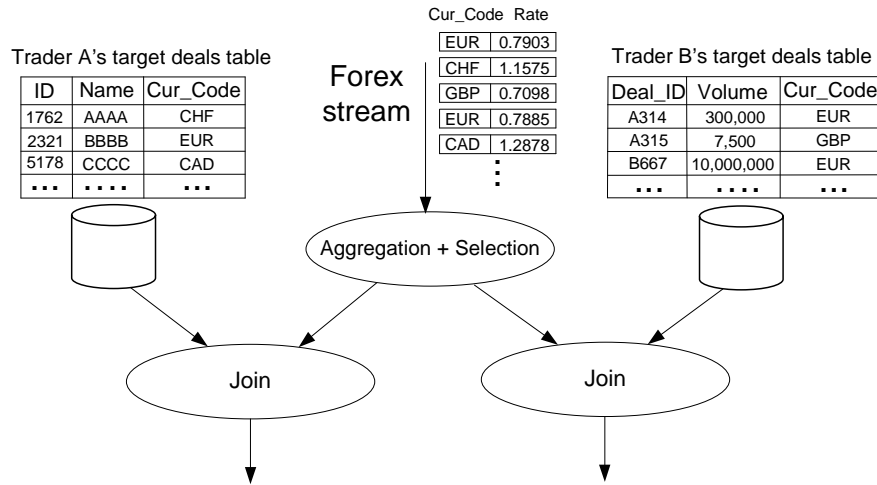 Cur_Code Rate
EUR 0.7903
CHF 1.1575
GBP 0.7098
EUR 0.7885
CAD 1.2878
Forex
stream
Trader A's target deals table
ID Name Cur_Code
1762 AAAA CHF
2321 BBBB EUR
5178 CCCC CAD
... .... ...
Trader B's target deals table
Deal_ID Volume Cur_Code
A314 300,000 EUR
A315 7,500 GBP
B667 10,000,000 EUR
... .... ...
Aggregation + Selection
Join
Join